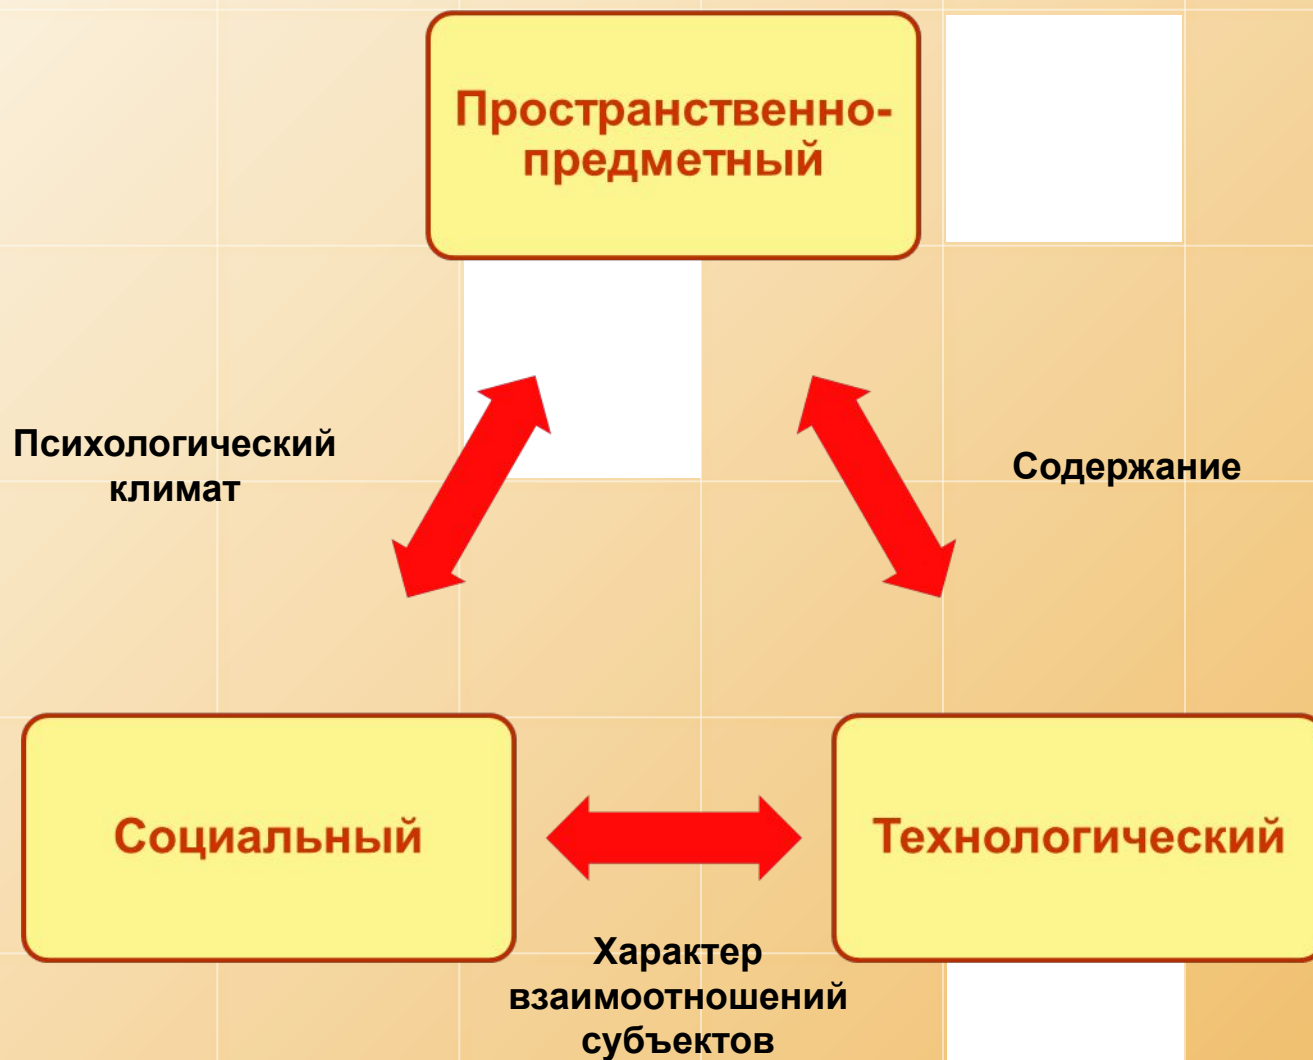 Пространственно-
предметный
Психологический
климат
Содержание
Социальный
Технологический
Характер
взаимоотношений
субъектов